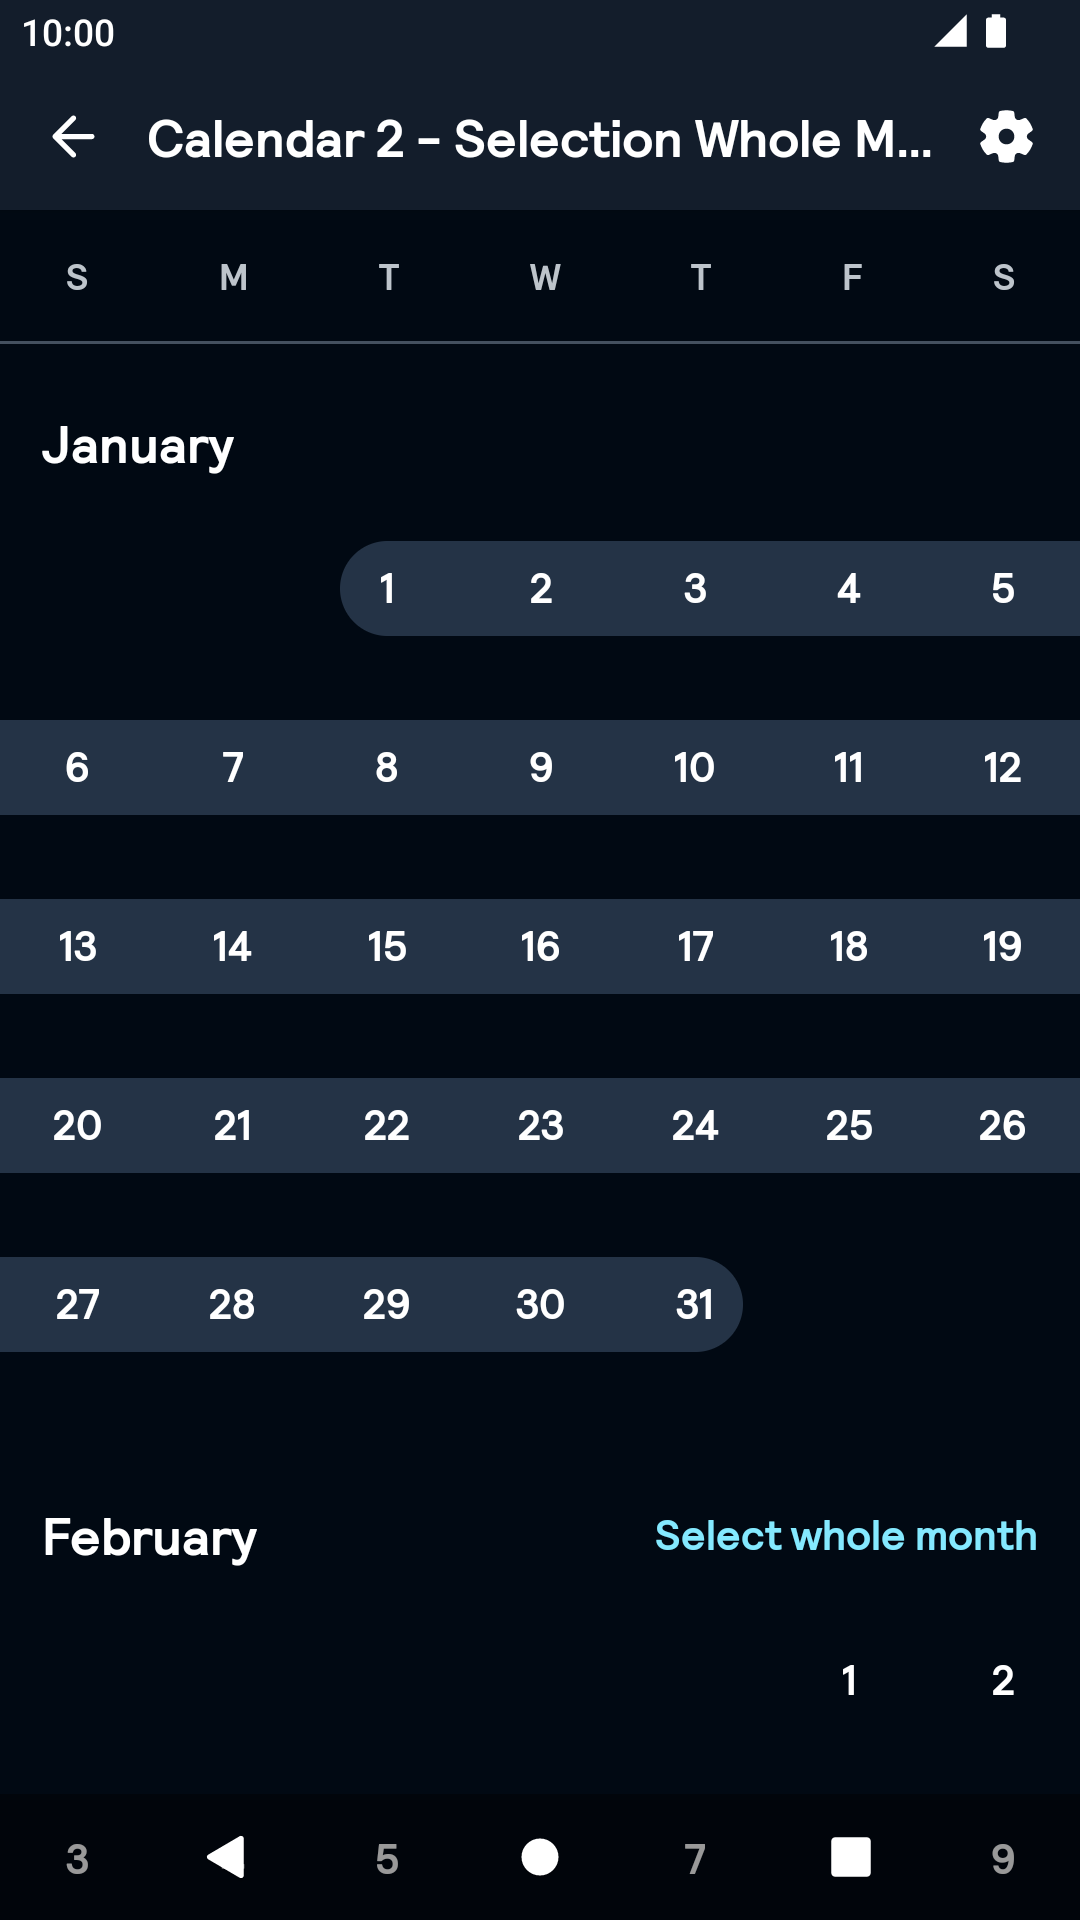 10:00
Calendar 2 - Selection Whole M...
S M T W T F S
January
1 2 3 4 5
6 7 8 9 10 11 12
13 14 15 16 17 18 19
20 21 22 23 24 25 26
27 28 29 30 31
February Select whole month
1 2
3 5 7 9